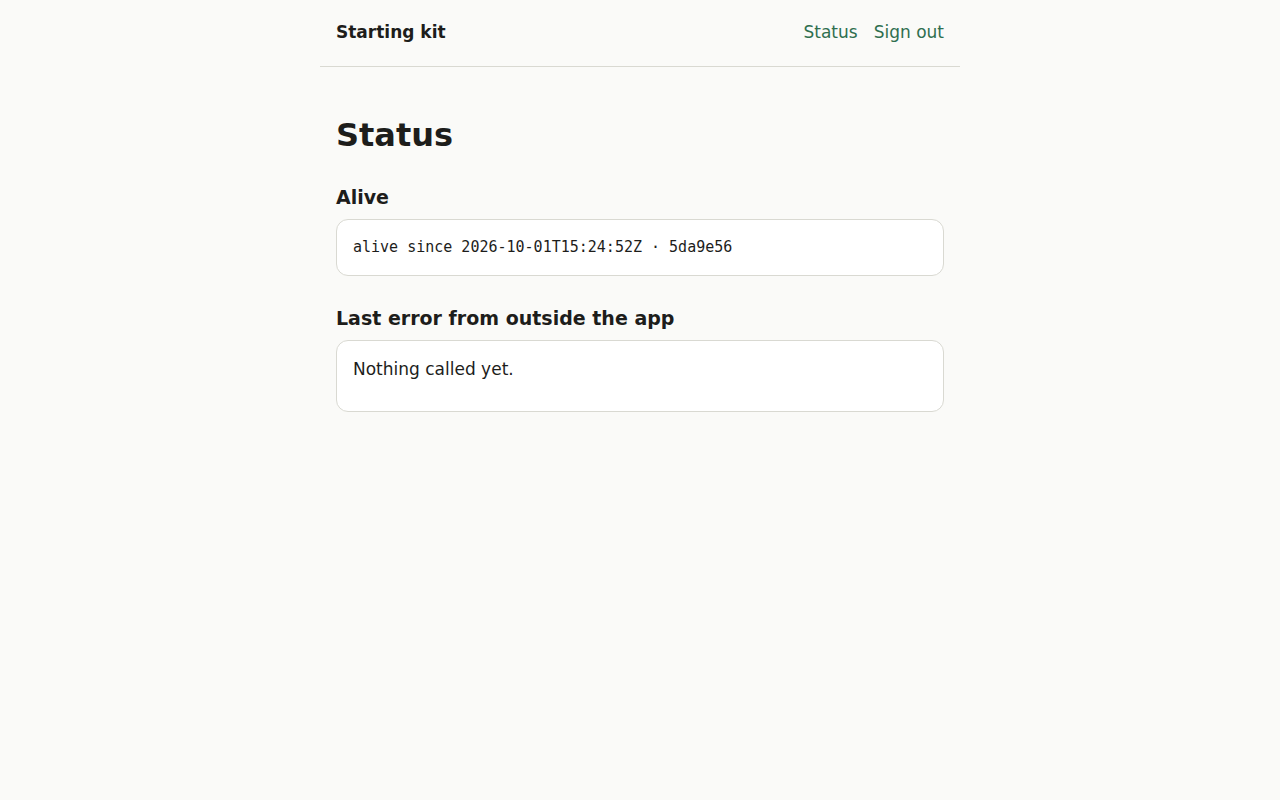 Starting kit
Status Sign out
Status
Alive
alive since 2026-10-01T15:24:52Z · 5da9e56
Last error from outside the app
Nothing called yet.